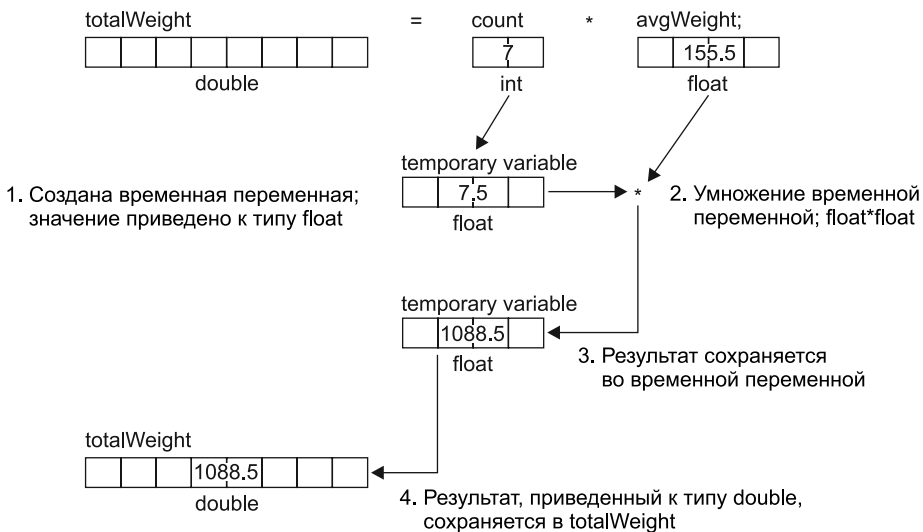 totalWeight = count * avgWeight;
7 155.5
double int float
temporary variable
1. Создана временная переменная;
значение приведено к типу float
7.5
float
*
2. Умножение временной
переменной; float*float
temporary variable
1088.5
float
3. Результат сохраняется
во временной переменной
totalWeight
1088.5
double
4. Результат, приведенный к типу double,
сохраняется в totalWeight